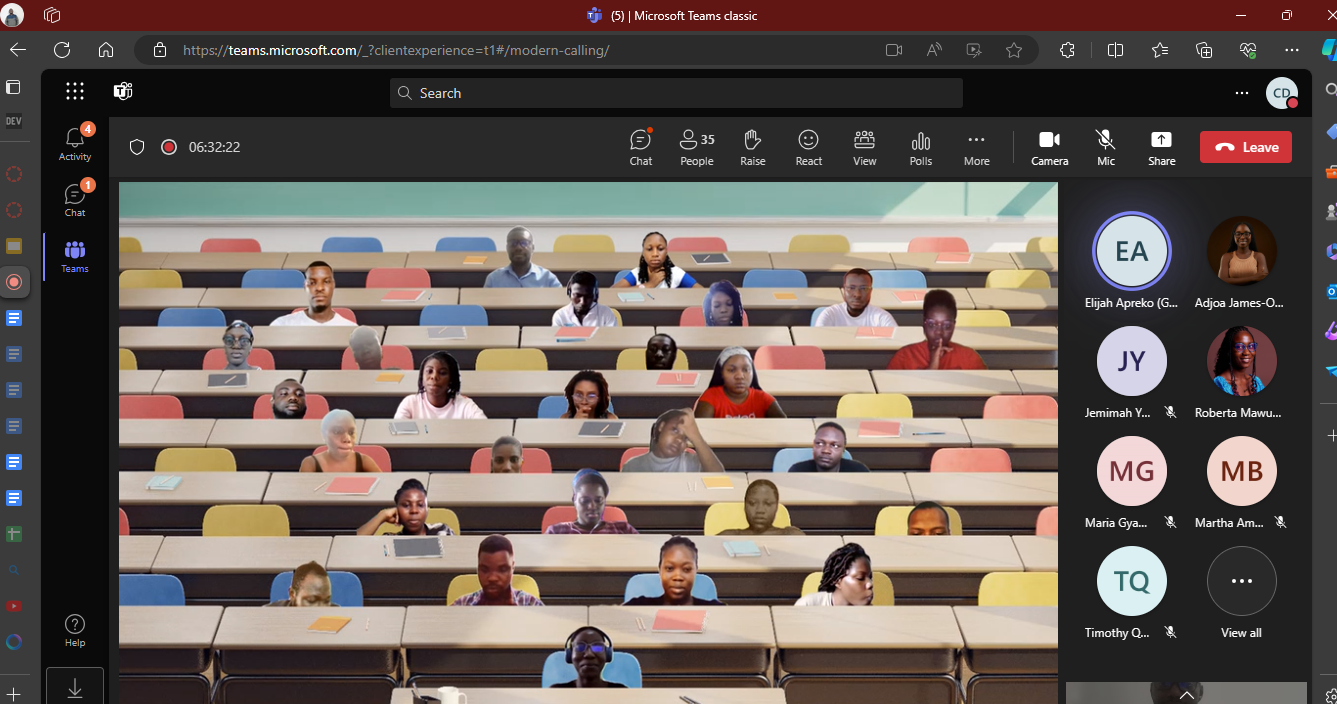 (5) | Microsoft Teams classic
https://teams.microsoft.com/_?clientexperience=t1#/modern-calling/
DEV
Search
CD
4
Activity
1
Chat
Teams
Help
06:32:22
Chat
35
People
Raise
React
View
Polls
More
Camera
Mic
Share
Leave
EA
Elijah Apreko (G...
Adjoa James-O...
JY
Jemimah Y...
Roberta Mawu...
MG
Maria Gya...
MB
Martha Am...
TQ
Timothy Q...
View all